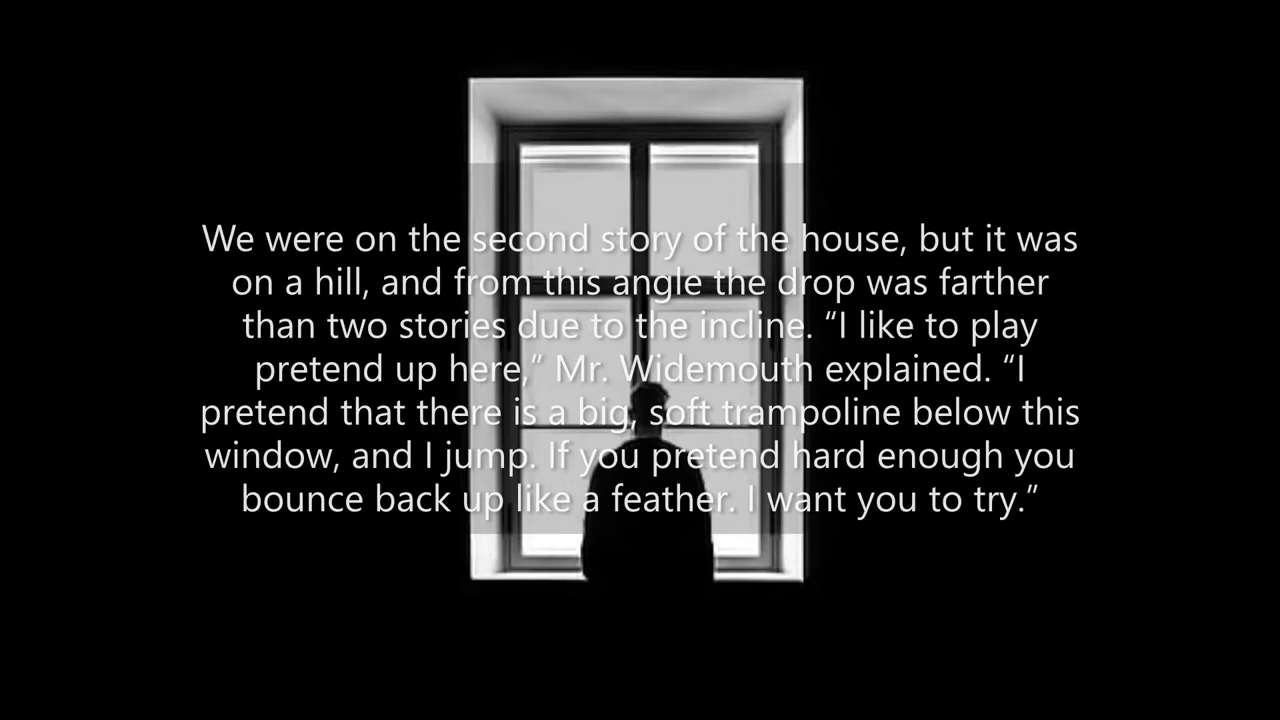 We were on the second story of the house, but it was
on a hill, and from this angle the drop was farther
than two stories due to the incline. “I like to play
pretend up here,” Mr. Widemouth explained. “I
pretend that there is a big, soft trampoline below this
window, and I jump. If you pretend hard enough you
bounce back up like a feather. I want you to try.”